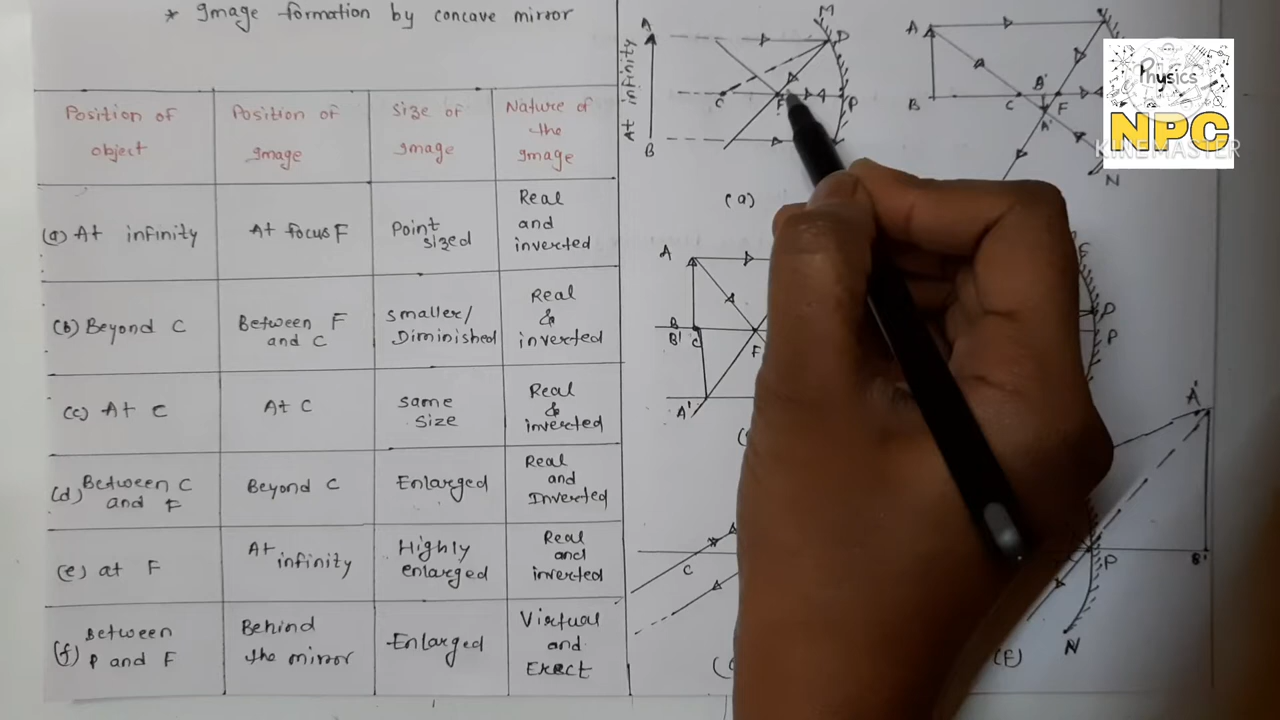 * Image formation by concave mirror
Position of
object
Position of
Image
Size of
Image
Nature of
the
Image
(a) At infinity
At focus F
Point
sized
Real
and
inverted
(b) Beyond C
Between F
and C
smaller/
Diminished
Real
&
inverted
(c) At C
At C
same
size
Real
&
inverted
(d) Between C
and F
Beyond C
Enlarged
Real
and
Inverted
(e) at F
At
infinity
Highly
enlarged
Real
and
inverted
(f) Between
P and F
Behind
the mirror
Enlarged
Virtual
and
Erect
At infinity
A
B
M
D
C
F
P
(a)
A
B
C
B'
F
A'
N
A
B
B'
C
F
A'
D
P
C
A'
P
B'
N
(F)
Physics
NPC
KINEMASTER